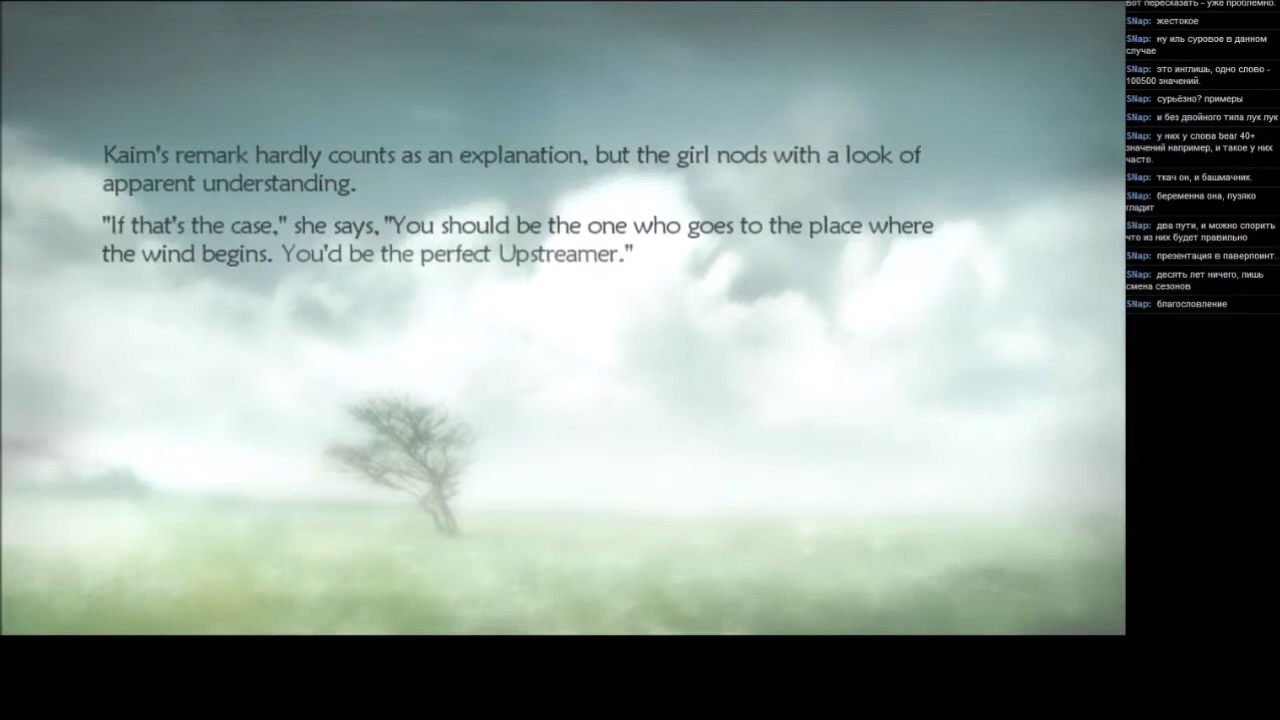 Kaim's remark hardly counts as an explanation, but the girl nods with a look of
apparent understanding.
"If that's the case," she says, "You should be the one who goes to the place where
the wind begins. You'd be the perfect Upstreamer."
вот пересказать - уже проблемно.
SNap: жестокое
SNap: ну иль суровое в данном
случае
SNap: это инглишь, одно слово -
100500 значений.
SNap: сурьёзно? примеры
SNap: и без двойного типа лук лук
SNap: у них у слова bear 40+
значений например, и такое у них
часто.
SNap: ткач он, и башмачник.
SNap: беременна она, пузяко
гладит
SNap: два пути, и можно спорить
что из них будет правильно
SNap: презентация в паверпоинт.
SNap: десять лет ничего, лишь
смена сезонов
SNap: благословление